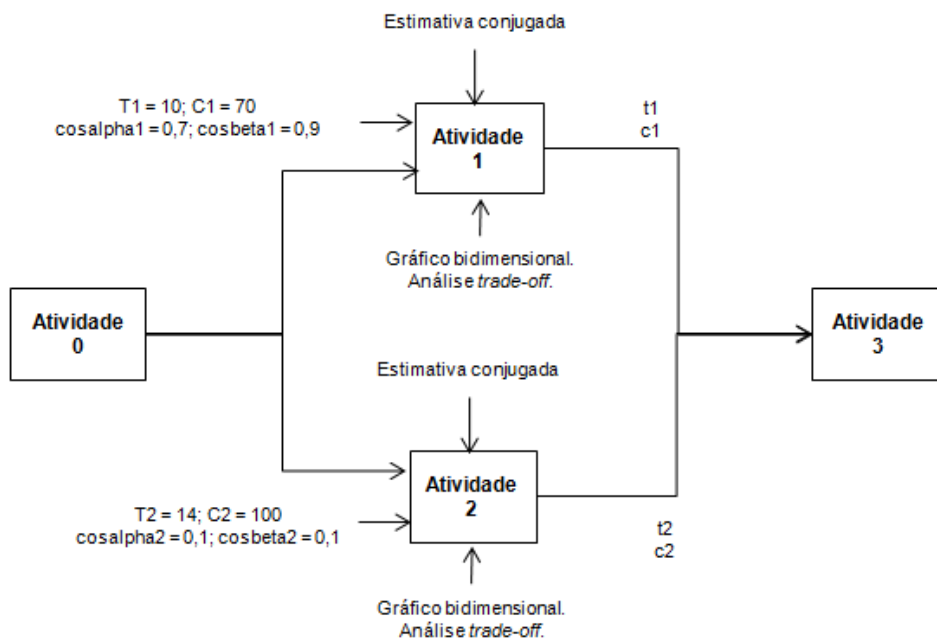 Estimativa conjugada
T1 = 10; C1 = 70
cosalpha1 = 0,7; cosbeta1 = 0,9
Atividade
1
t1
c1
Gráfico bidimensional.
Análise trade-off.
Atividade
0
Atividade
3
Estimativa conjugada
Atividade
2
T2 = 14; C2 = 100
cosalpha2 = 0,1; cosbeta2 = 0,1
t2
c2
Gráfico bidimensional.
Análise trade-off.